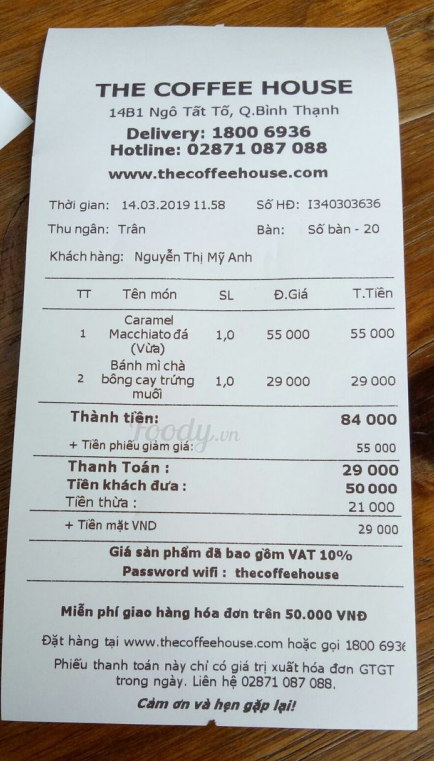 THE COFFEE HOUSE
14B1 Ngô Tất Tố, Q.Bình Thạnh
Delivery: 1800 6936
Hotline: 02871 087 088
www.thecoffeehouse.com
Thời gian: 14.03.2019 11.58 Số HĐ: I340303636
Thu ngân: Trân Bàn: Số bàn - 20
Khách hàng: Nguyễn Thị Mỹ Anh
TT Tên món SL Đ.Giá T.Tiền
Caramel
1 Macchiato đá 1,0 55 000 55 000
(Vừa)
Bánh mì chà
2 bông cay trứng 1,0 29 000 29 000
muối
Thành tiền: 84 000
Foody.vn
+ Tiền phiếu giảm giá: 55 000
Thanh Toán : 29 000
Tiền khách đưa : 50 000
Tiền thừa : 21 000
+ Tiền mặt VND 29 000
Giá sản phẩm đã bao gồm VAT 10%
Password wifi : thecoffeehouse
Miễn phí giao hàng hóa đơn trên 50.000 VNĐ
Đặt hàng tại www.thecoffeehouse.com hoặc gọi 1800 6936
Phiếu thanh toán này chỉ có giá trị xuất hóa đơn GTGT
trong ngày. Liên hệ 02871 087 088.
Cảm ơn và hẹn gặp lại!